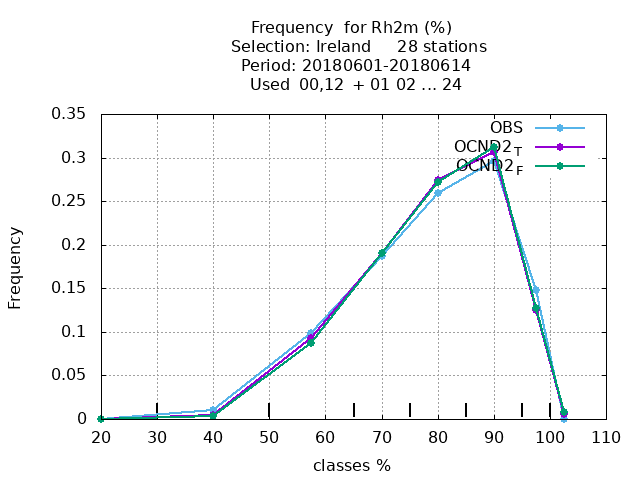 Frequency for Rh2m (%)
Selection: Ireland 28 stations
Period: 20180601-20180614
Used 00,12 + 01 02 ... 24
0.35
0.3
0.25
0.2
0.15
0.1
0.05
0
Frequency
OBS
OCND2T
OCND2F
20 30 40 50 60 70 80 90 100 110
classes %